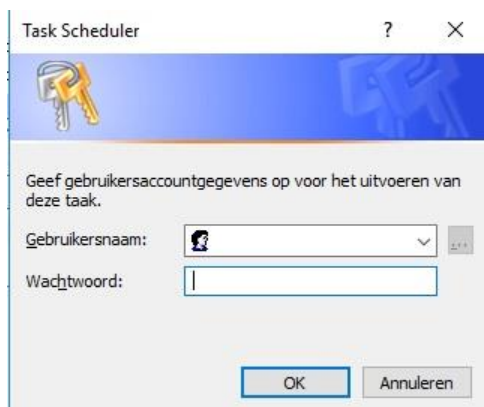 Task Scheduler
Geef gebruikersaccountgegevens op voor het uitvoeren van
deze taak.
Gebruikersnaam:
Wachtwoord:
OK Annuleren